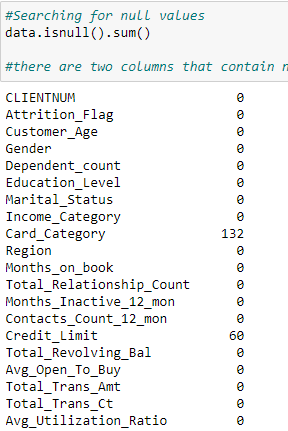 #Searching for null values
data.isnull().sum()
#there are two columns that contain
CLIENTNUM 0
Attrition_Flag 0
Customer_Age 0
Gender 0
Dependent_count 0
Education_Level 0
Marital_Status 0
Income_Category 0
Card_Category 132
Region 0
Months_on_book 0
Total_Relationship_Count 0
Months_Inactive_12_mon 0
Contacts_Count_12_mon 0
Credit_Limit 60
Total_Revolving_Bal 0
Avg_Open_To_Buy 0
Total_Trans_Amt 0
Total_Trans_Ct 0
Avg_Utilization_Ratio 0